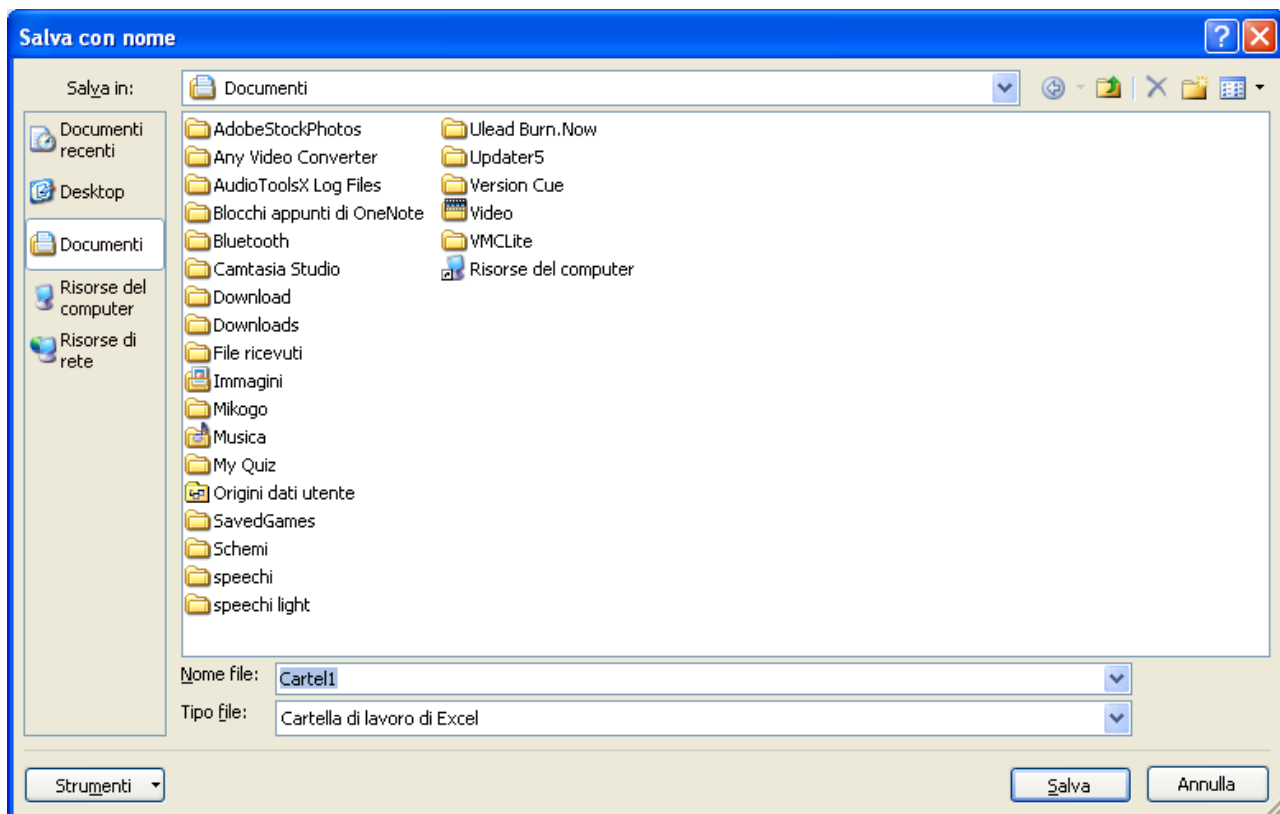 Salva con nome
Salva in:
Documenti
Documenti
recenti
Desktop
Documenti
Risorse del
computer
Risorse di
rete
AdobeStockPhotos
Any Video Converter
AudioToolsX Log Files
Blocchi appunti di OneNote
Bluetooth
Camtasia Studio
Download
Downloads
File ricevuti
Immagini
Mikogo
Musica
My Quiz
Origini dati utente
SavedGames
Schemi
speechi
speechi light
Ulead Burn.Now
Updater5
Version Cue
Video
VMCLite
Risorse del computer
Nome file:
Cartel1
Tipo file:
Cartella di lavoro di Excel
Strumenti
Salva
Annulla